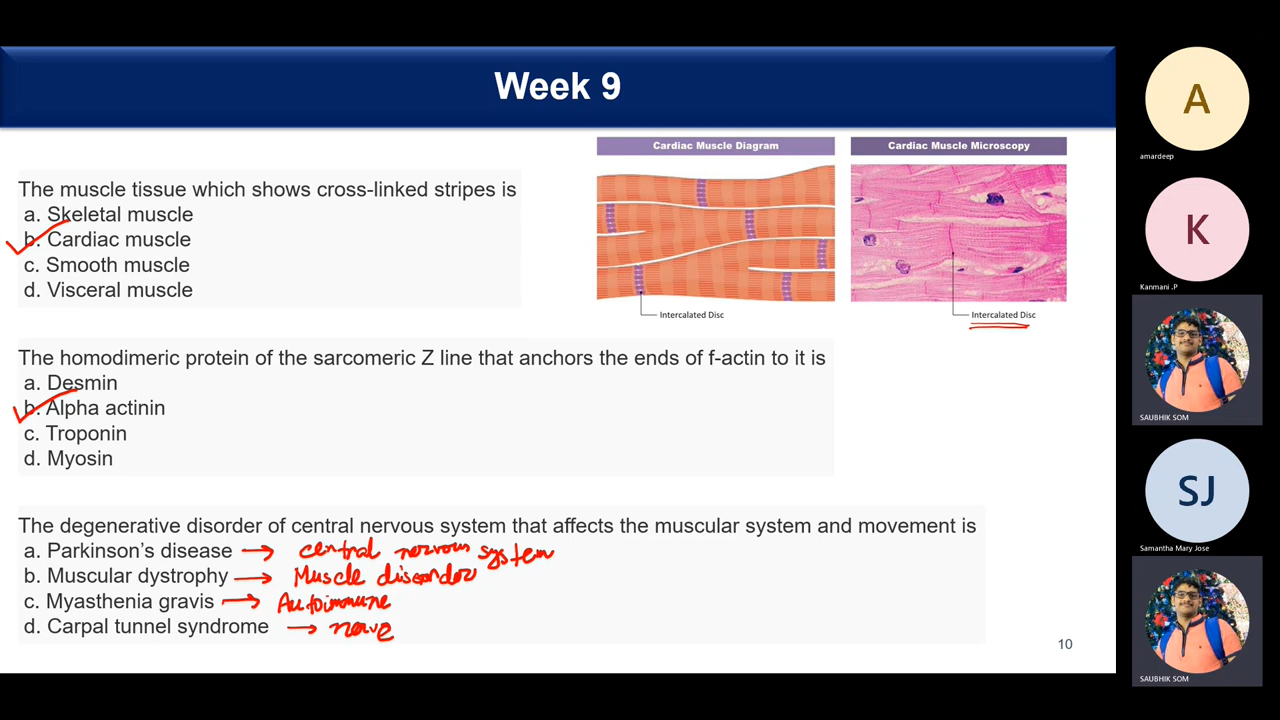 Week 9
Cardiac Muscle Diagram
Cardiac Muscle Microscopy
Intercalated Disc
Intercalated Disc
The muscle tissue which shows cross-linked stripes is
a. Skeletal muscle
b. Cardiac muscle
c. Smooth muscle
d. Visceral muscle
The homodimeric protein of the sarcomeric Z line that anchors the ends of f-actin to it is
a. Desmin
b. Alpha actinin
c. Troponin
d. Myosin
The degenerative disorder of central nervous system that affects the muscular system and movement is
a. Parkinson's disease → central nervous system
b. Muscular dystrophy → Muscle disorder
c. Myasthenia gravis → Autoimmune
d. Carpal tunnel syndrome → nerve
10
A
amardeep
K
Kanmani .P
SAUBHIK SOM
SJ
Samantha Mary Jose
SAUBHIK SOM